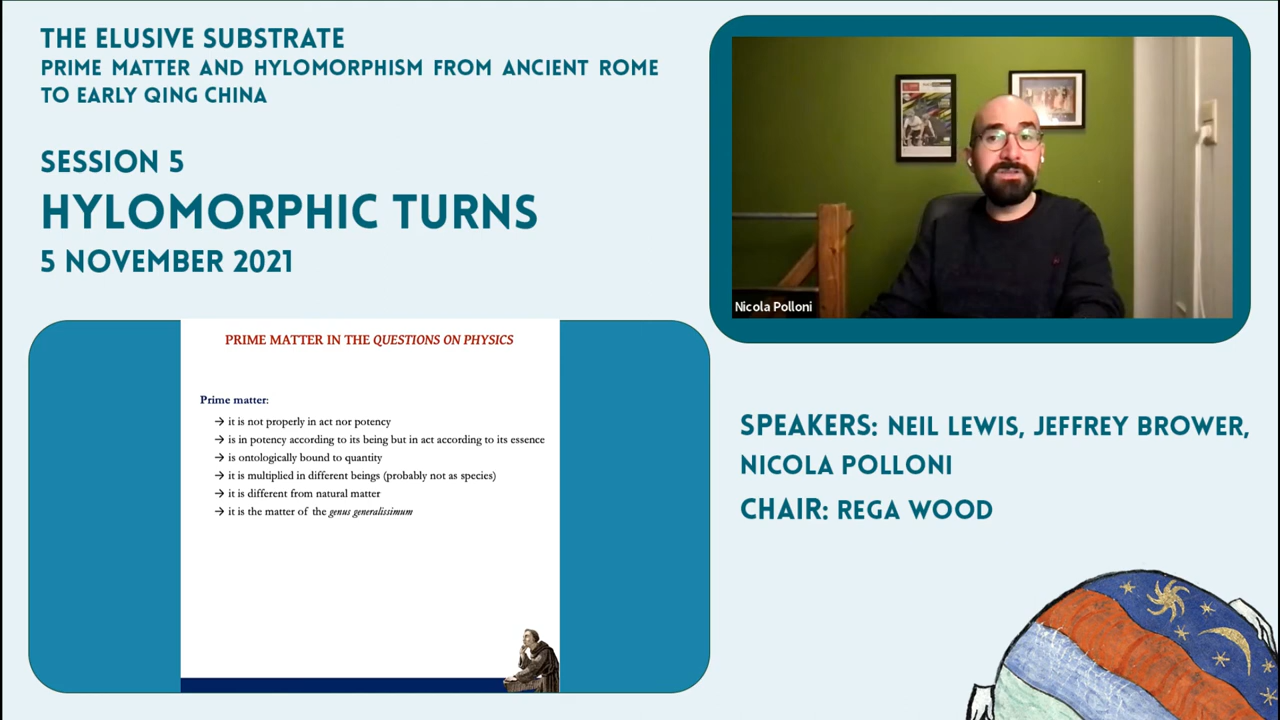 THE ELUSIVE SUBSTRATE
PRIME MATTER AND HYLOMORPHISM FROM ANCIENT ROME
TO EARLY QING CHINA
SESSION 5
HYLOMORPHIC TURNS
5 NOVEMBER 2021
Nicola Polloni
PRIME MATTER IN THE QUESTIONS ON PHYSICS
Prime matter:
→ it is not properly in act nor potency
→ is in potency according to its being but in act according to its essence
→ is ontologically bound to quantity
→ it is multiplied in different beings (probably not as species)
→ it is different from natural matter
→ it is the matter of the genus generalissimum
SPEAKERS: NEIL LEWIS, JEFFREY BROWER,
NICOLA POLLONI
CHAIR: REGA WOOD